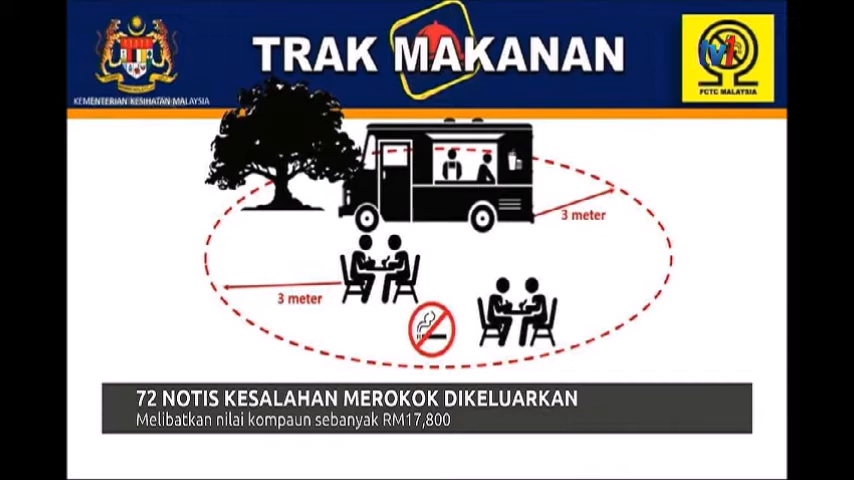 KEMENTERIAN KESIHATAN MALAYSIA
TRAK MAKANAN
tv1
FCTC MALAYSIA
3 meter
3 meter
72 NOTIS KESALAHAN MEROKOK DIKELUARKAN
Melibatkan nilai kompaun sebanyak RM17,800